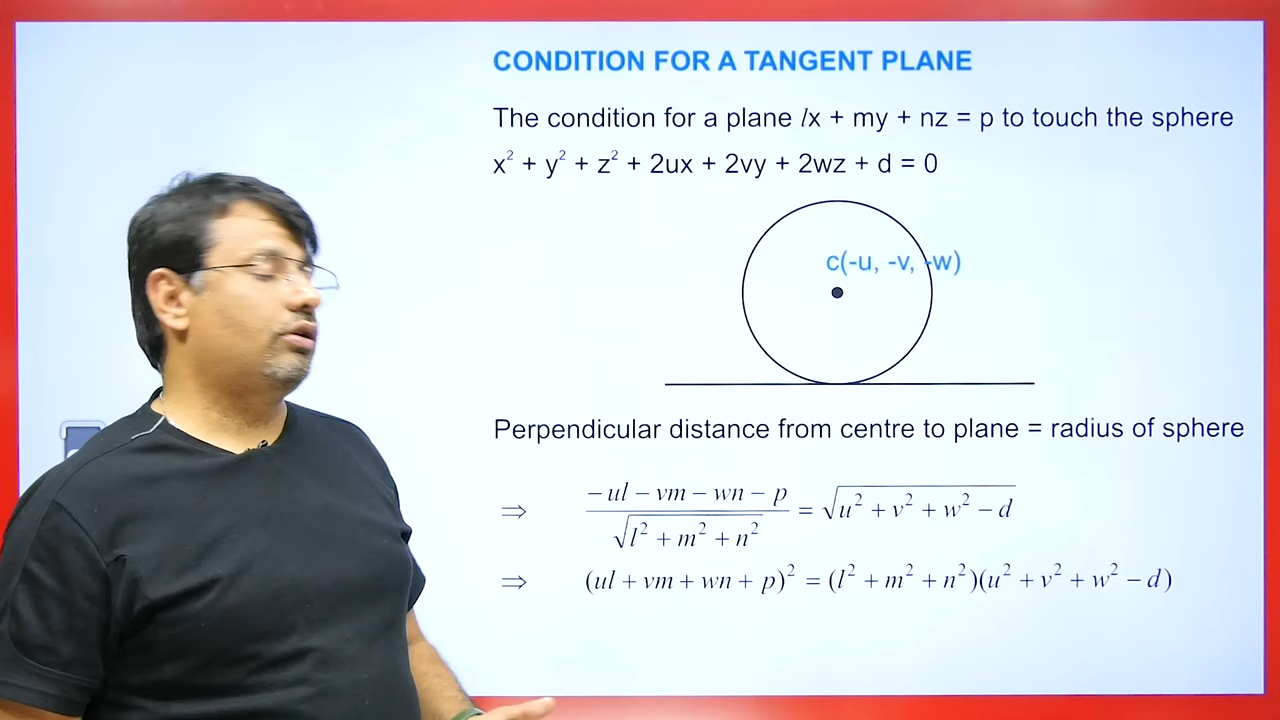 CONDITION FOR A TANGENT PLANE
The condition for a plane lx + my + nz = p to touch the sphere
x² + y² + z² + 2ux + 2vy + 2wz + d = 0
c(-u, -v, -w)
Perpendicular distance from centre to plane = radius of sphere
⇒ (−ul − vm − wn − p)/√(l² + m² + n²) = √(u² + v² + w² − d)
⇒ (ul + vm + wn + p)² = (l² + m² + n²)(u² + v² + w² − d)